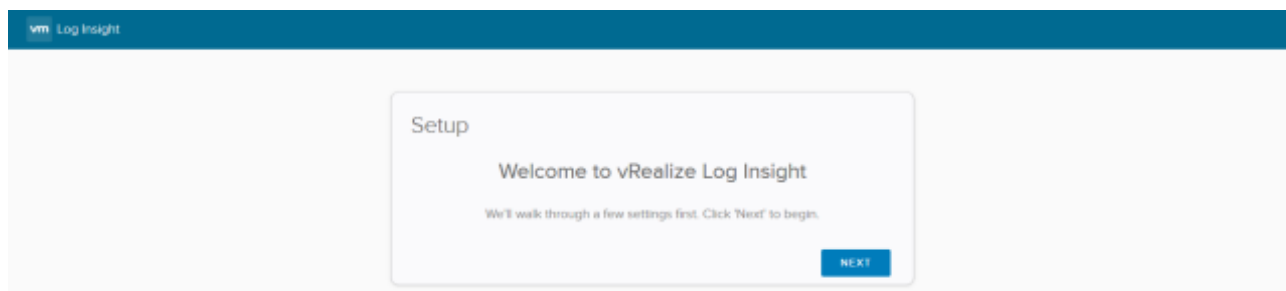 vm Log Insight
Setup
Welcome to vRealize Log Insight
We'll walk through a few settings first. Click 'Next' to begin.
NEXT